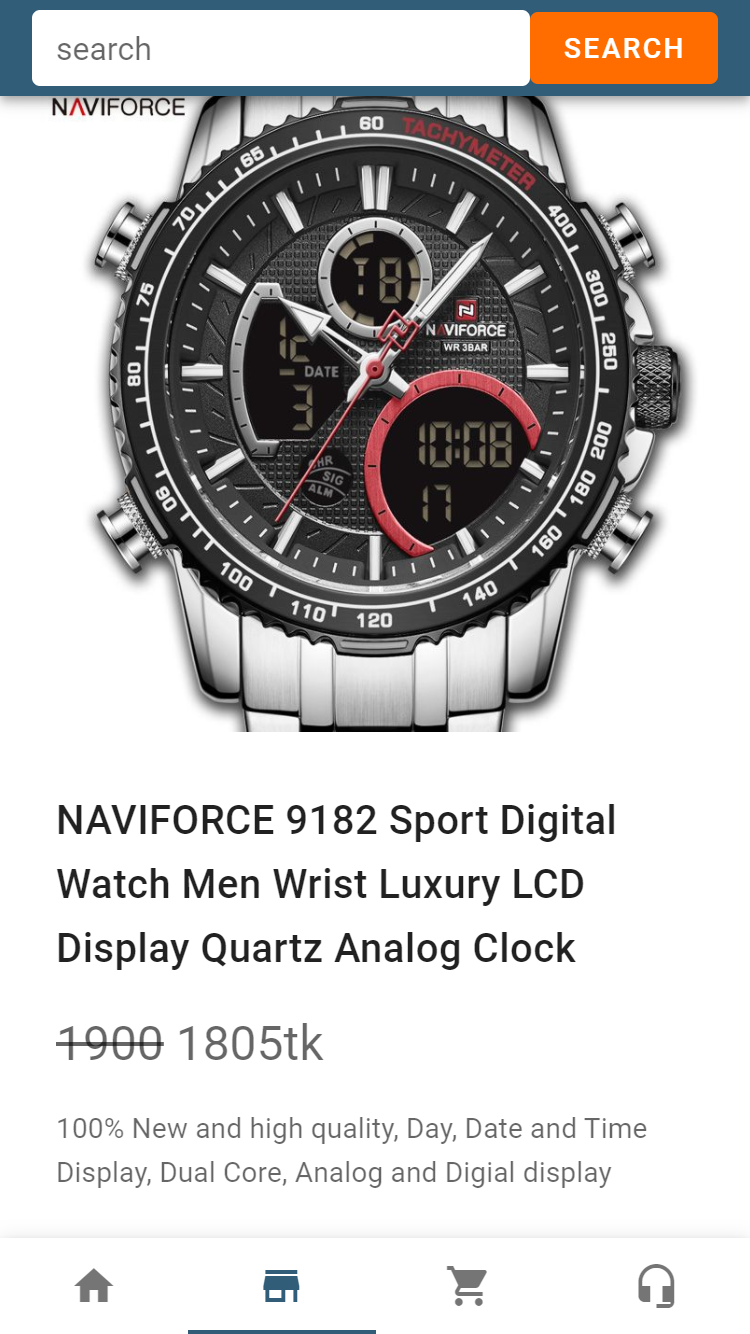 search
SEARCH
NAVIFORCE
60
TACHYMETER
65
70
400
75
300
18
NAVIFORCE
WR 3BAR
250
80
DATE
3
10:08
200
17
CHR
SIG
ALM
180
90
160
100
140
110
120
NAVIFORCE 9182 Sport Digital
Watch Men Wrist Luxury LCD
Display Quartz Analog Clock
1900 1805tk
100% New and high quality, Day, Date and Time
Display, Dual Core, Analog and Digial display